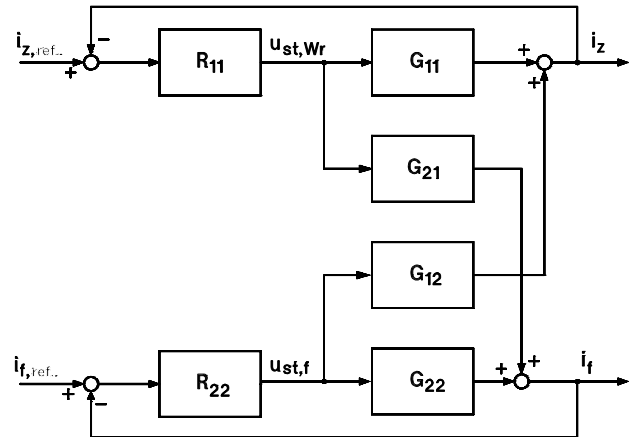 i_z,ref..
−
+
R_11
u_st,Wr
G_11
+
+
i_z
G_21
G_12
i_f,ref..
+
−
R_22
u_st,f
G_22
+
+
i_f